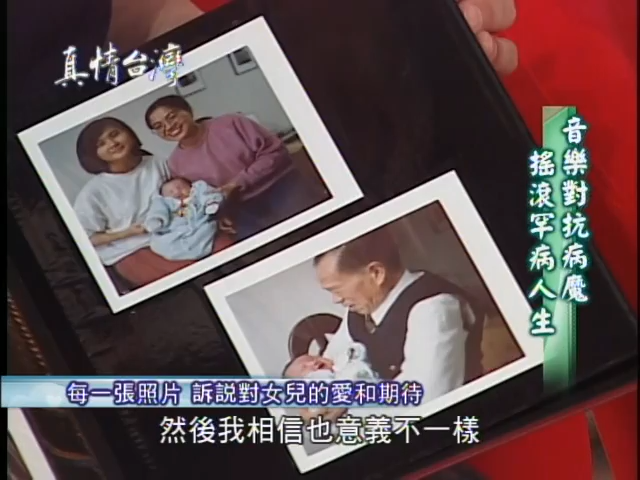 真情台灣
音樂對抗病魔
搖滾罕病人生
每一張照片 訴說對女兒的愛和期待
然後我相信也意義不一樣